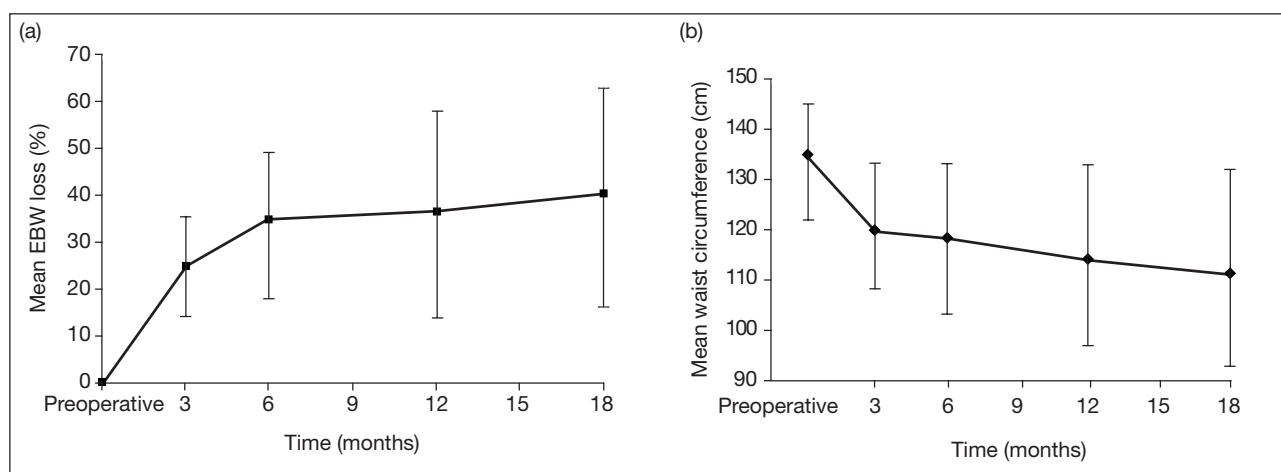 (a)
70
60
50
40
30
20
10
0
Mean EBW loss (%)
Preoperative 3 6 9 12 15 18
Time (months)
(b)
150
140
130
120
110
100
90
Mean waist circumference (cm)
Preoperative 3 6 9 12 15 18
Time (months)